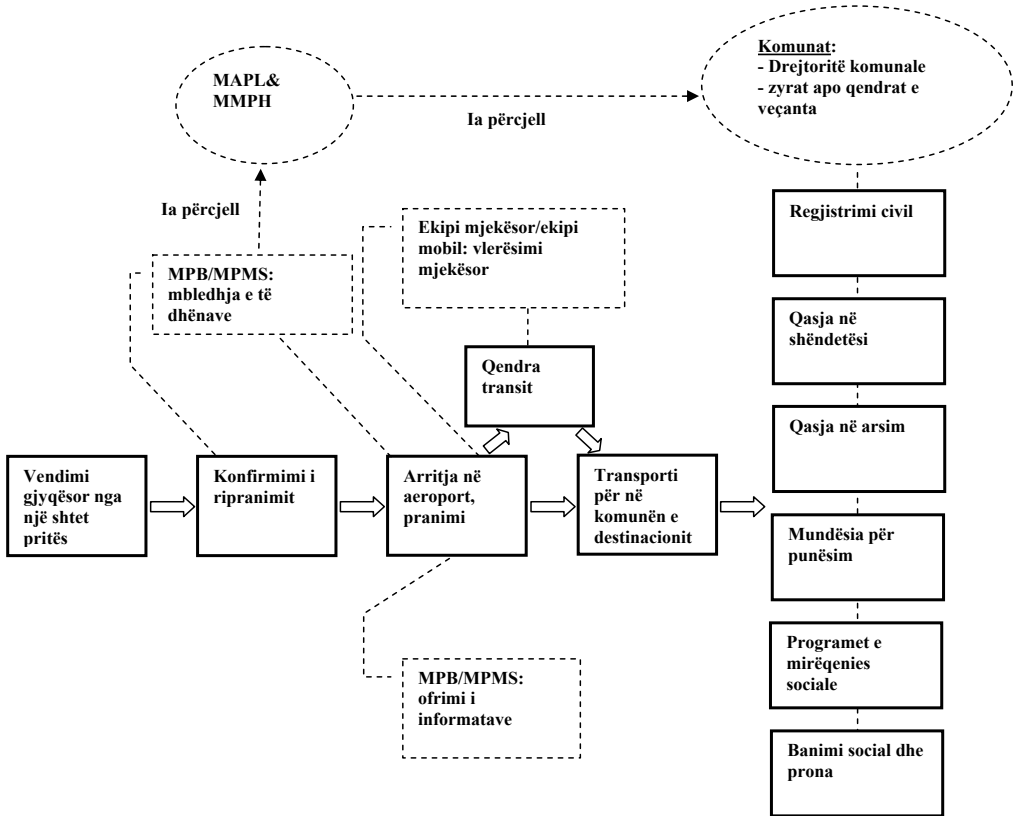 MAPL&
MMPH
Ia përcjell
Komunat:
- Drejtoritë komunale
- zyrat apo qendrat e
veçanta
Ia përcjell
MPB/MPMS:
mbledhja e të
dhënave
Ekipi mjekësor/ekipi
mobil: vlerësimi
mjekësor
Qendra
transit
Vendimi
gjyqësor nga
një shtet
pritës
Konfirmimi i
ripranimit
Arritja në
aeroport,
pranimi
Transporti
për në
komunën e
destinacionit
MPB/MPMS:
ofrimi i
informatave
Regjistrimi civil
Qasja në
shëndetësi
Qasja në arsim
Mundësia për
punësim
Programet e
mirëqenies
sociale
Banimi social dhe
prona